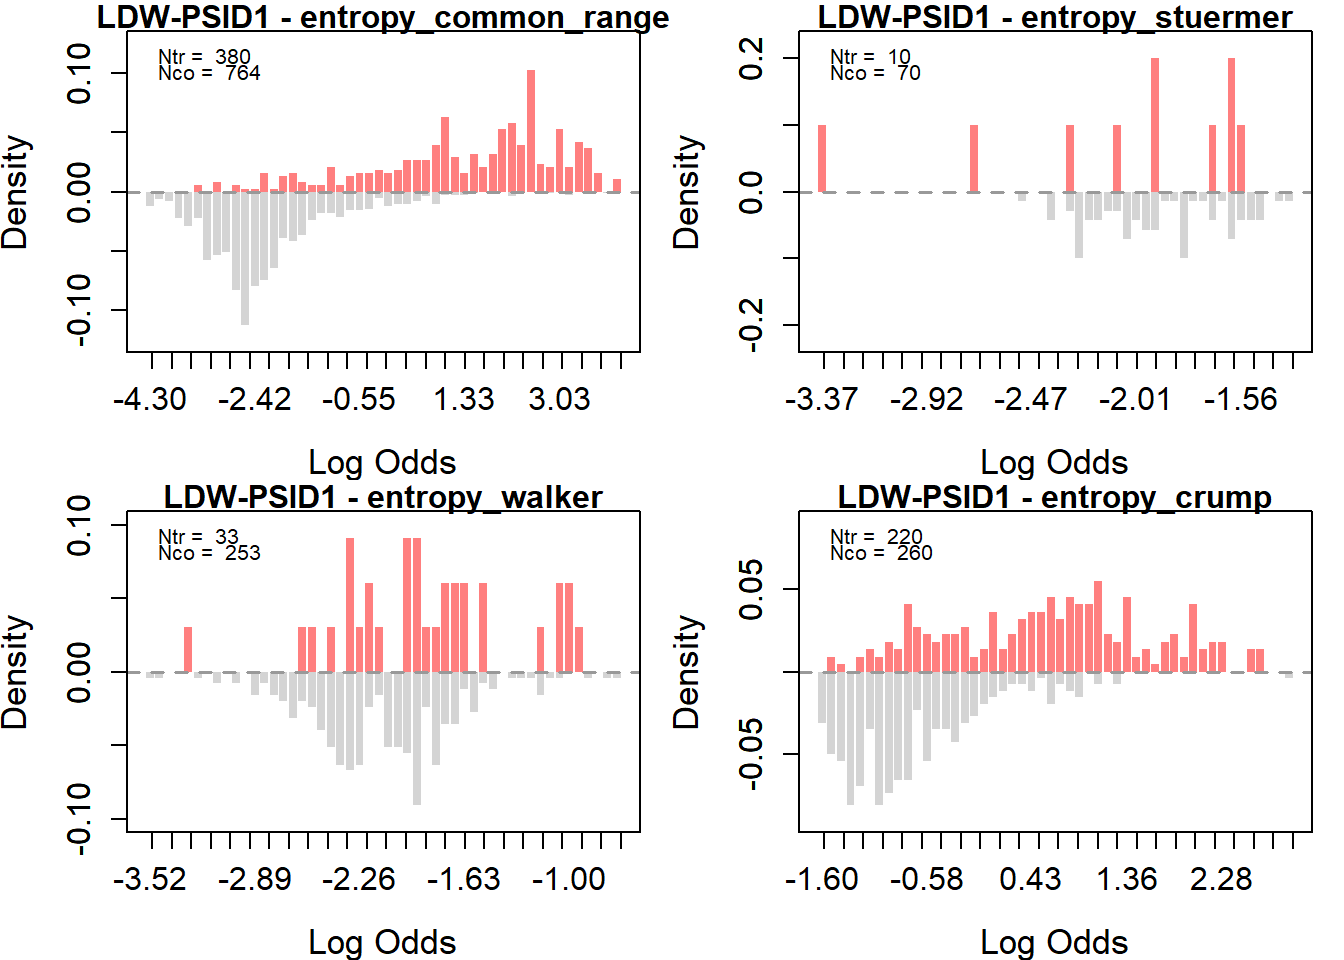 LDW-PSID1 - entropy_common_range
Ntr = 380
Nco = 764
Density
0.10
0.00
-0.10
-4.30 -2.42 -0.55 1.33 3.03
Log Odds
LDW-PSID1 - entropy_stuermer
Ntr = 10
Nco = 70
Density
0.2
0.0
-0.2
-3.37 -2.92 -2.47 -2.01 -1.56
Log Odds
LDW-PSID1 - entropy_walker
Ntr = 33
Nco = 253
Density
0.10
0.00
-0.10
-3.52 -2.89 -2.26 -1.63 -1.00
Log Odds
LDW-PSID1 - entropy_crump
Ntr = 220
Nco = 260
Density
0.05
-0.05
-1.60 -0.58 0.43 1.36 2.28
Log Odds